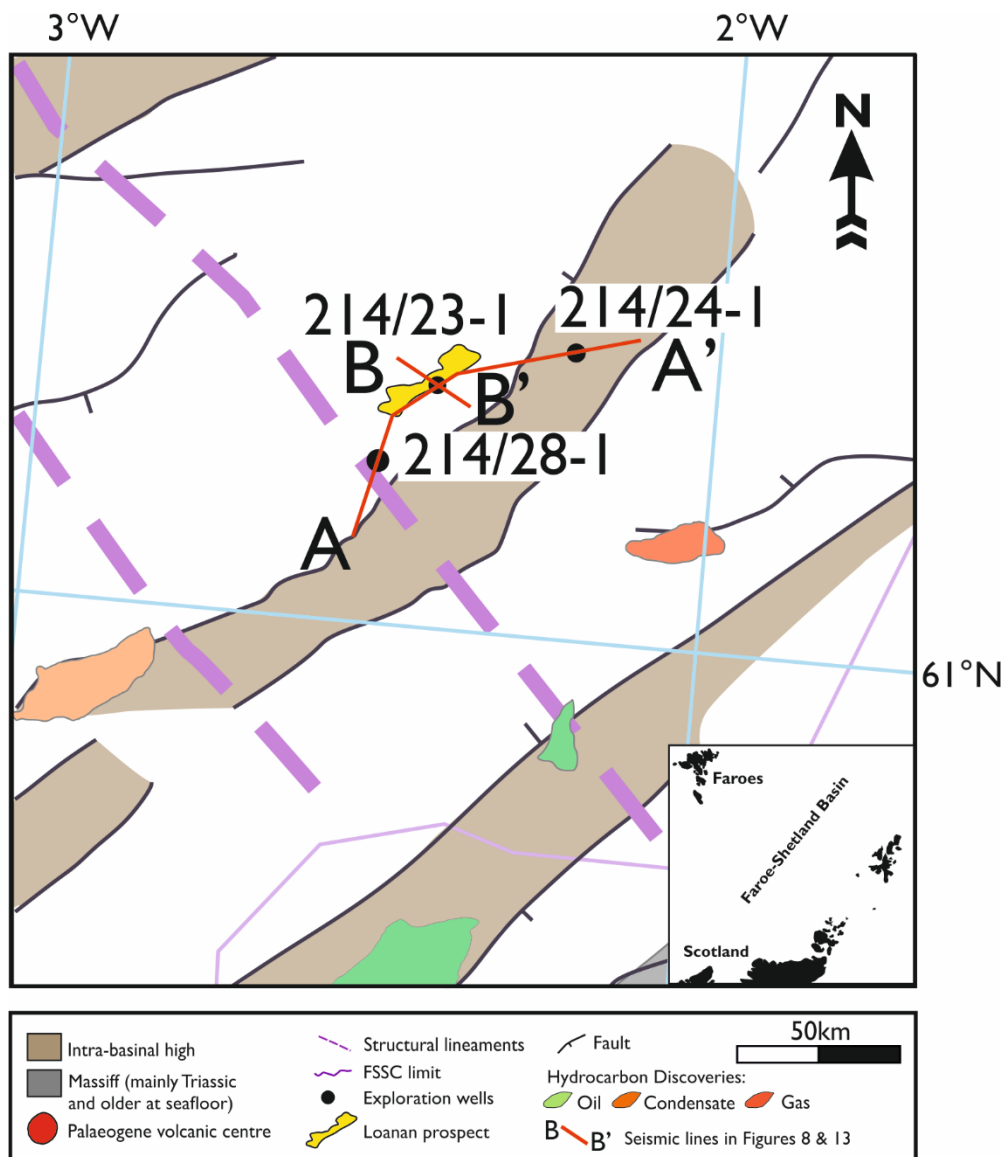 3°W
2°W
N
214/23-1
214/24-1
B
A'
B'
214/28-1
A
61°N
Faroes
Faroe-Shetland Basin
Scotland
50km
Intra-basinal high
Massiff (mainly Triassic
and older at seafloor)
Palaeogene volcanic centre
Structural lineaments
FSSC limit
Exploration wells
Loanan prospect
Fault
Hydrocarbon Discoveries:
Oil
Condensate
Gas
B
B'
Seismic lines in Figures 8 & 13